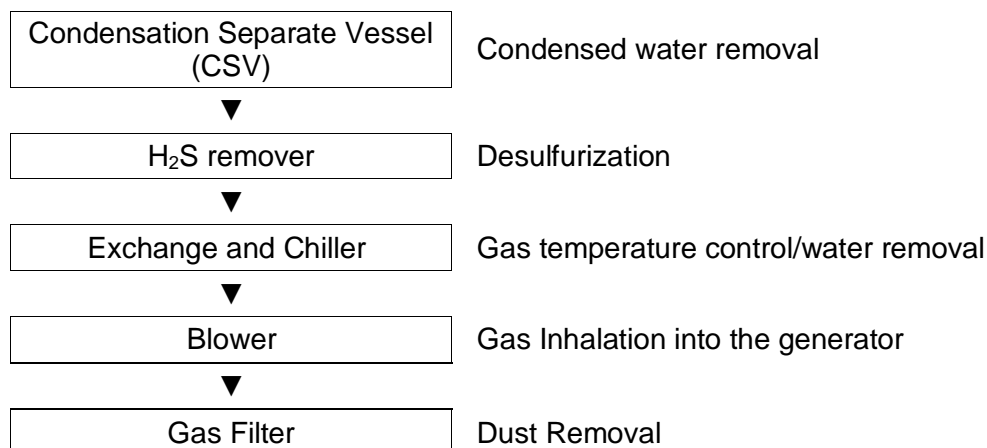 Condensation Separate Vessel
(CSV)
Condensed water removal
▼
H₂S remover
Desulfurization
▼
Exchange and Chiller
Gas temperature control/water removal
▼
Blower
Gas Inhalation into the generator
▼
Gas Filter
Dust Removal